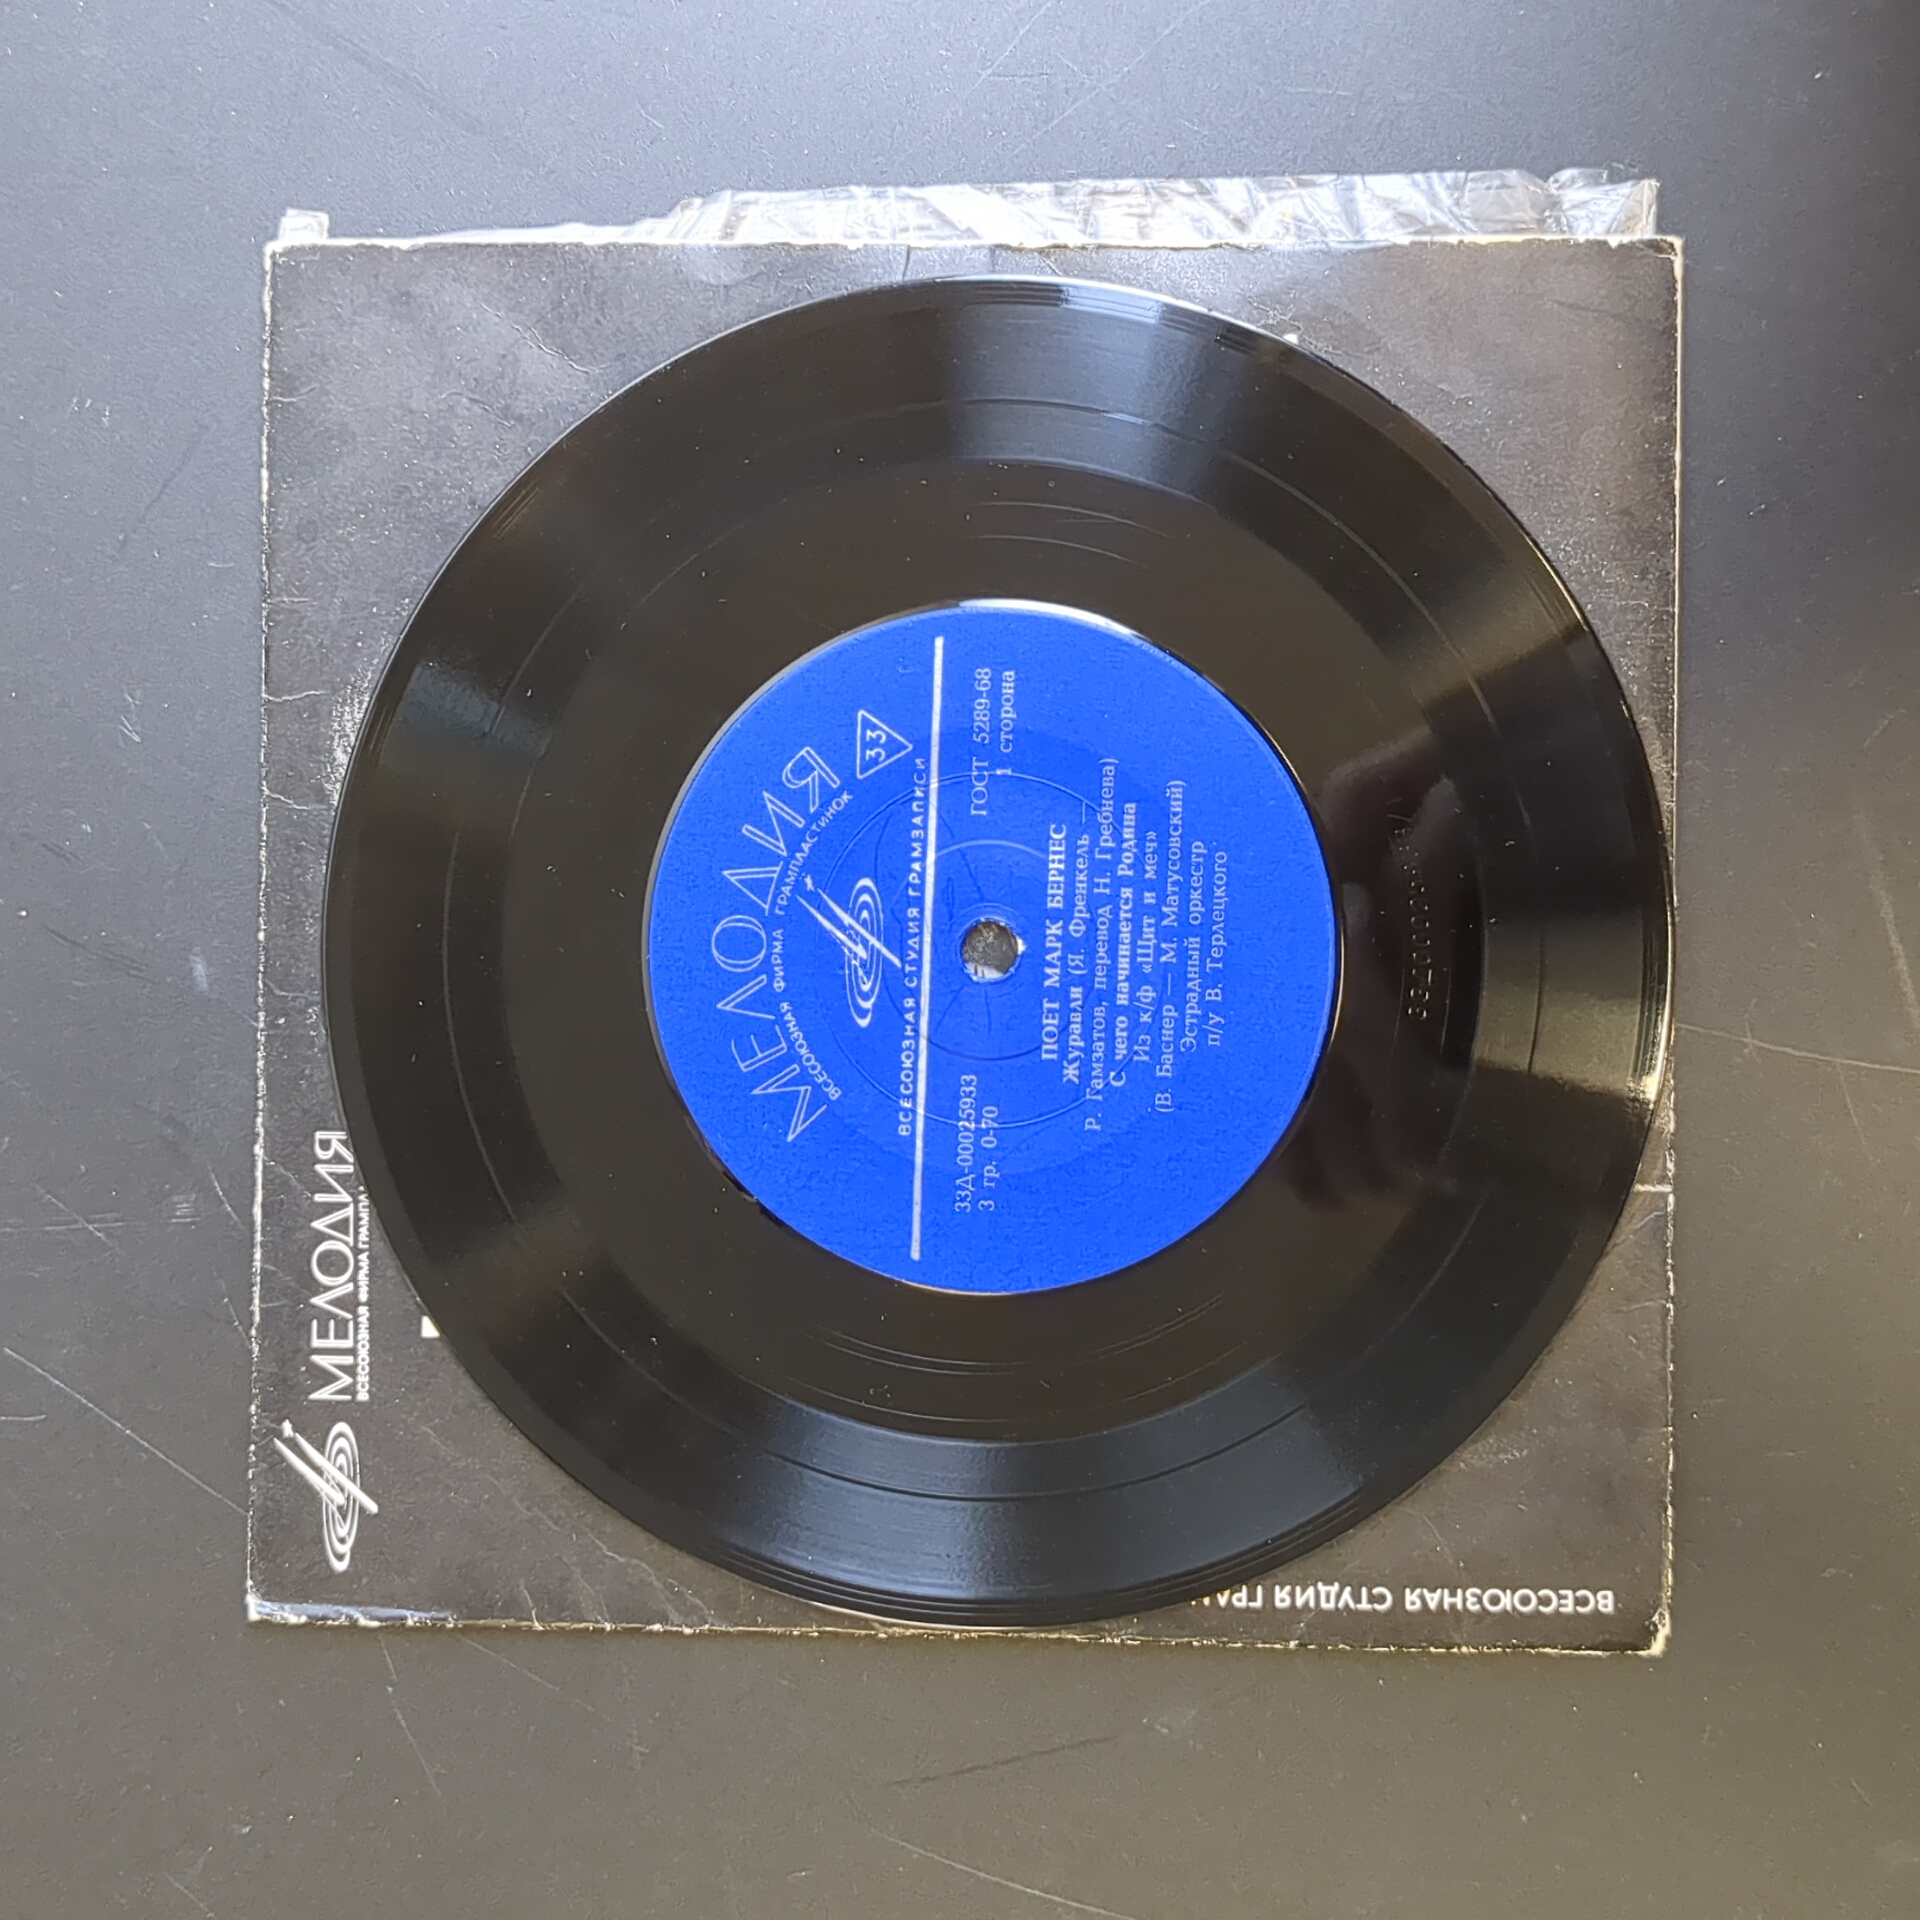 МЕЛОДИЯ
ВСЕСОЮЗНАЯ ФИРМА ГРАМПЛАСТИНОК
33
ВСЕСОЮЗНАЯ СТУДИЯ ГРАМЗАПИСИ
33Д-00025933 ГОСТ 5289-68
3 гр. 0-70 1 сторона
ПОЕТ МАРК БЕРНЕС
Журавли (Я. Френкель —
Р. Гамзатов, перевод Н. Гребнева)
С чего начинается Родина
Из к/ф «Щит и меч»
(В. Баснер — М. Матусовский)
Эстрадный оркестр
п/у В. Терлецкого
МЕЛОДИЯ
ВСЕСОЮЗНАЯ ФИРМА ГРАМПЛ
ВСЕСОЮЗНАЯ СТУДИЯ ГРАМ